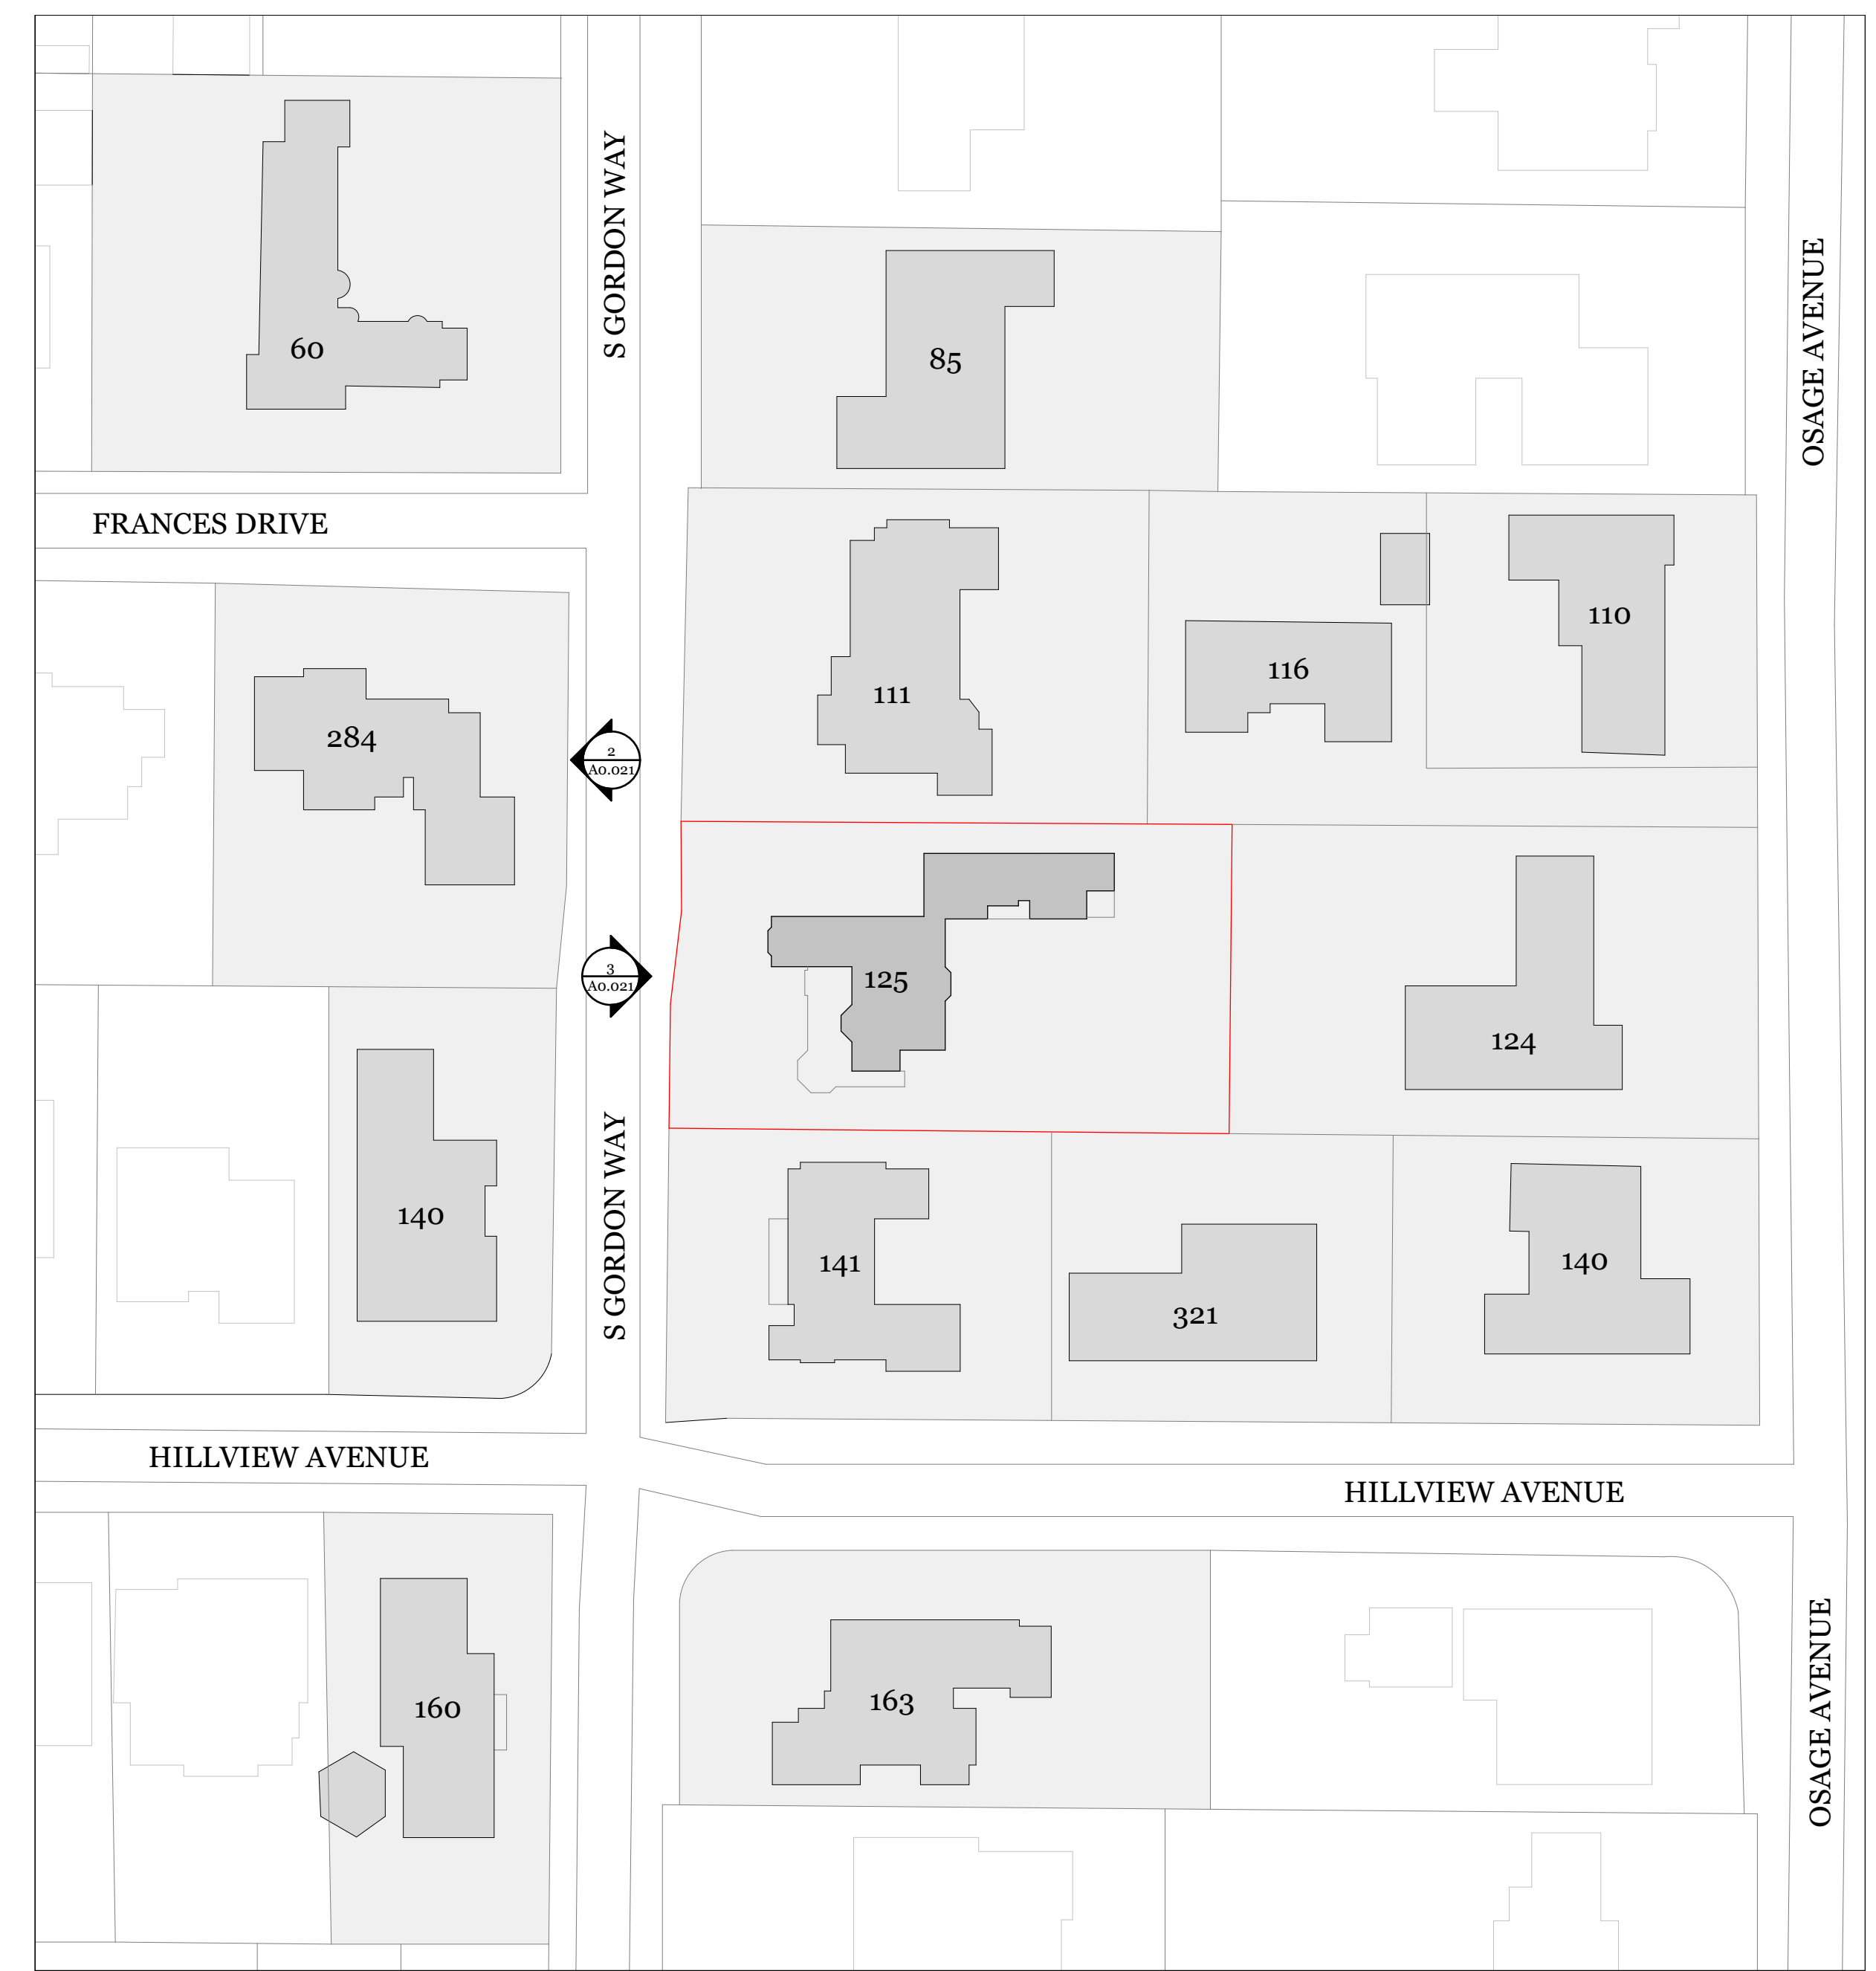 S GORDON WAY
OSAGE AVENUE
60
85
FRANCES DRIVE
110
116
111
284
2
A0.021
3
A0.021
125
124
S GORDON WAY
140
141
321
140
HILLVIEW AVENUE
HILLVIEW AVENUE
160
163
OSAGE AVENUE